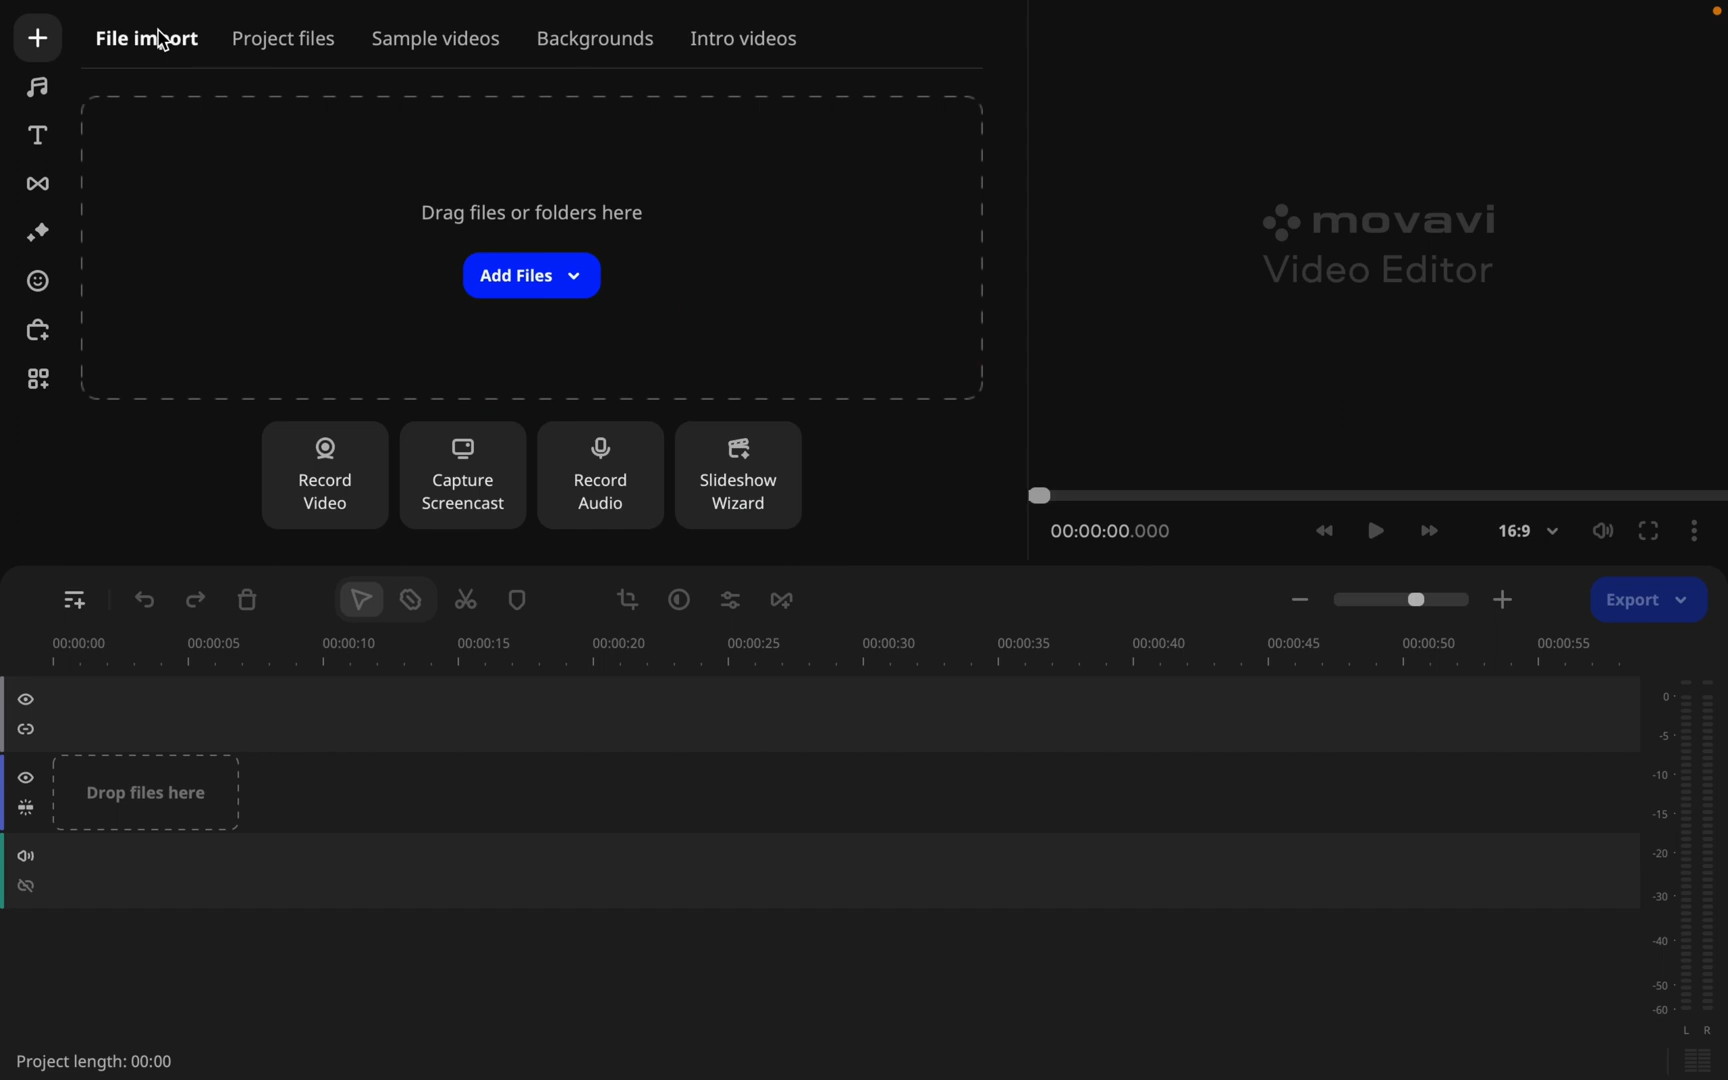 File import Project files Sample videos Backgrounds Intro videos
Drag files or folders here
Add Files
Record
Video
Capture
Screencast
Record
Audio
Slideshow
Wizard
movavi
Video Editor
00:00:00.000
16:9
Export
00:00:00 00:00:05 00:00:10 00:00:15 00:00:20 00:00:25 00:00:30 00:00:35 00:00:40 00:00:45 00:00:50 00:00:55
Drop files here
0
-5
-10
-15
-20
-30
-40
-50
-60
L R
Project length: 00:00